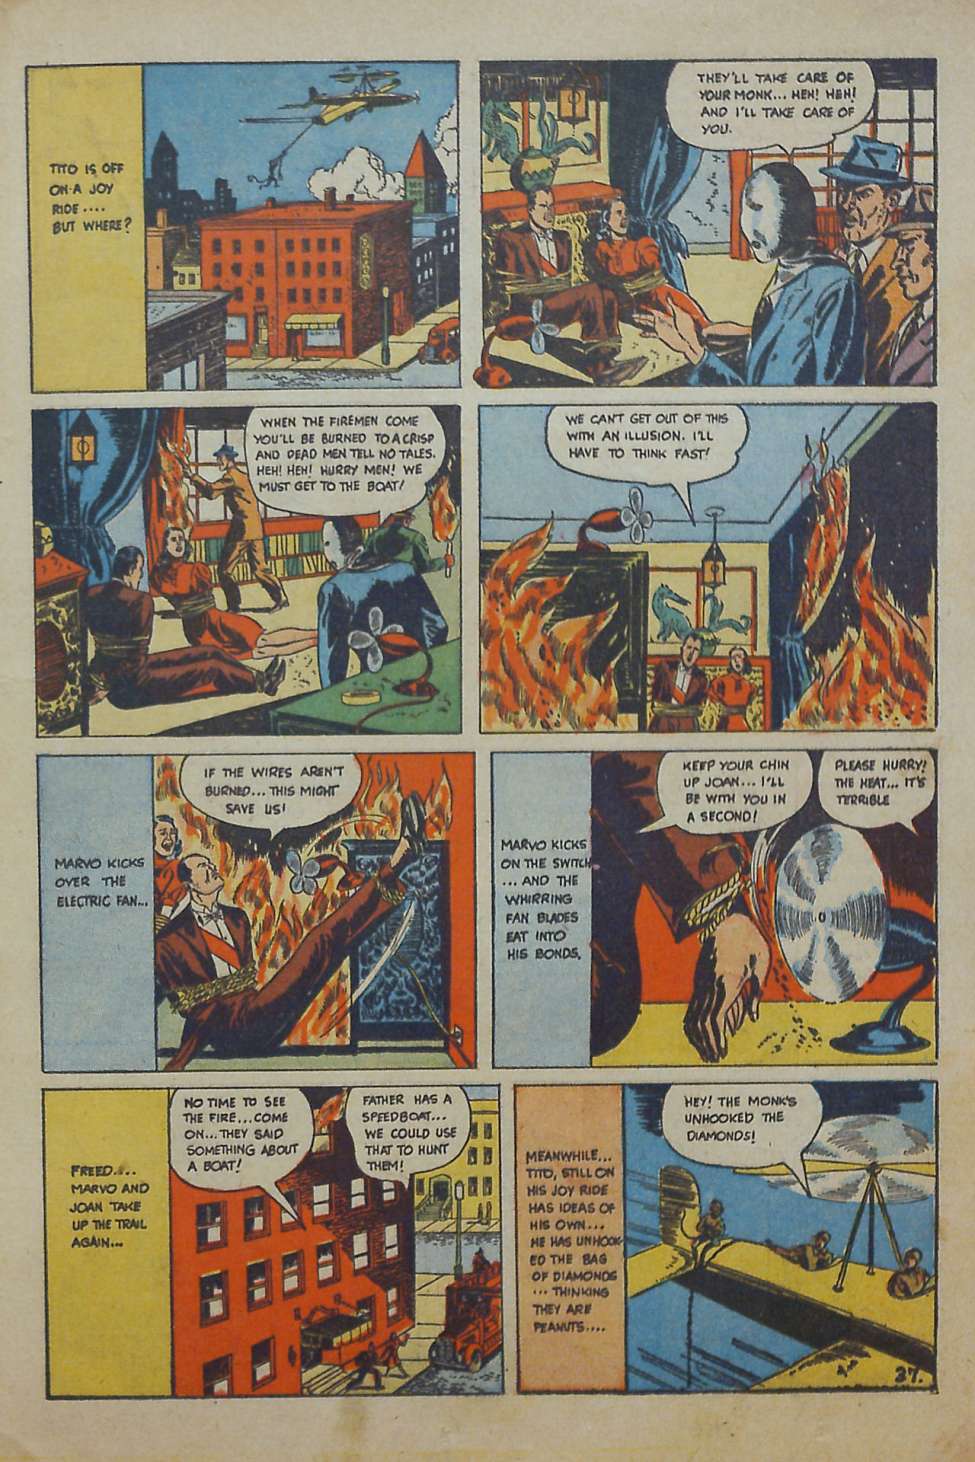 TITO IS OFF
ON A JOY
RIDE....
BUT WHERE?
THEY'LL TAKE CARE OF
YOUR MONK... HEH! HEH!
AND I'LL TAKE CARE OF
YOU.
WHEN THE FIREMEN COME
YOU'LL BE BURNED TO A CRISP
AND DEAD MEN TELL NO TALES.
HEH! HEH! HURRY MEN! WE
MUST GET TO THE BOAT!
WE CAN'T GET OUT OF THIS
WITH AN ILLUSION. I'LL
HAVE TO THINK FAST!
MARVO KICKS
OVER THE
ELECTRIC FAN...
IF THE WIRES AREN'T
BURNED... THIS MIGHT
SAVE US!
MARVO KICKS
ON THE SWITCH
... AND THE
WHIRRING
FAN BLADES
EAT INTO
HIS BONDS.
KEEP YOUR CHIN
UP JOAN... I'LL
BE WITH YOU IN
A SECOND!
PLEASE HURRY!
THE HEAT... IT'S
TERRIBLE
FREED....
MARVO AND
JOAN TAKE
UP THE TRAIL
AGAIN...
NO TIME TO SEE
THE FIRE... COME
ON... THEY SAID
SOMETHING ABOUT
A BOAT!
FATHER HAS A
SPEEDBOAT...
WE COULD USE
THAT TO HUNT
THEM!
MEANWHILE...
TITO, STILL ON
HIS JOY RIDE
HAS IDEAS OF
HIS OWN...
HE HAS UNHOOK-
ED THE BAG
OF DIAMONDS
... THINKING
THEY ARE
PEANUTS....
HEY! THE MONK'S
UNHOOKED THE
DIAMONDS!
37.